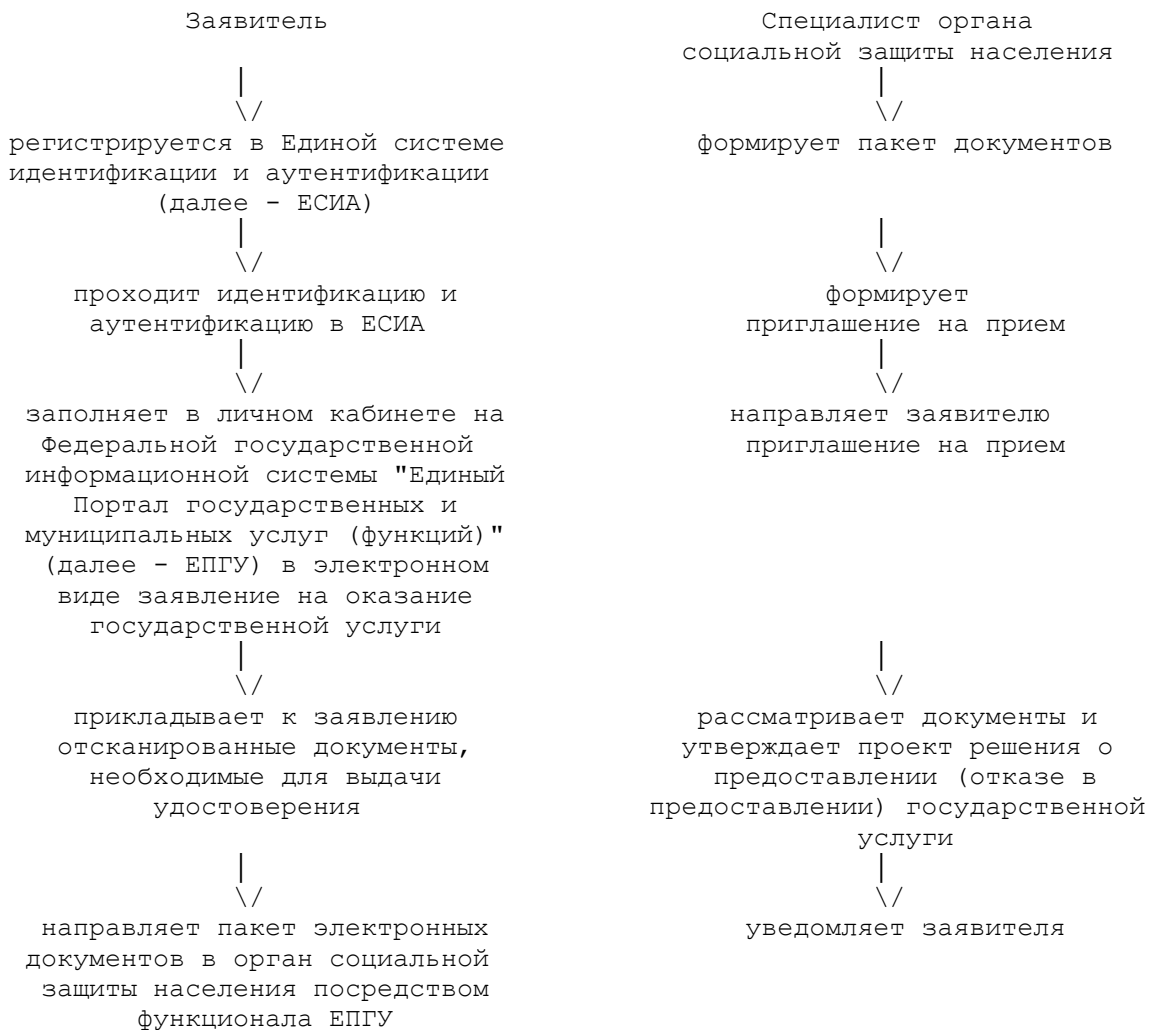 Заявитель
Специалист органа
социальной защиты населения
|
|
\/
\/
регистрируется в Единой системе
формирует пакет документов
идентификации и аутентификации
(далее - ЕСИА)
|
|
\/
\/
проходит идентификацию и
формирует
аутентификацию в ЕСИА
приглашение на прием
|
|
\/
\/
заполняет в личном кабинете на
направляет заявителю
Федеральной государственной
приглашение на прием
информационной системы "Единый
Портал государственных и
муниципальных услуг (функций)"
(далее - ЕПГУ) в электронном
виде заявление на оказание
государственной услуги
|
|
\/
\/
прикладывает к заявлению
рассматривает документы и
отсканированные документы,
утверждает проект решения о
необходимые для выдачи
предоставлении (отказе в
удостоверения
предоставлении) государственной
услуги
|
|
\/
\/
направляет пакет электронных
уведомляет заявителя
документов в орган социальной
защиты населения посредством
функционала ЕПГУ